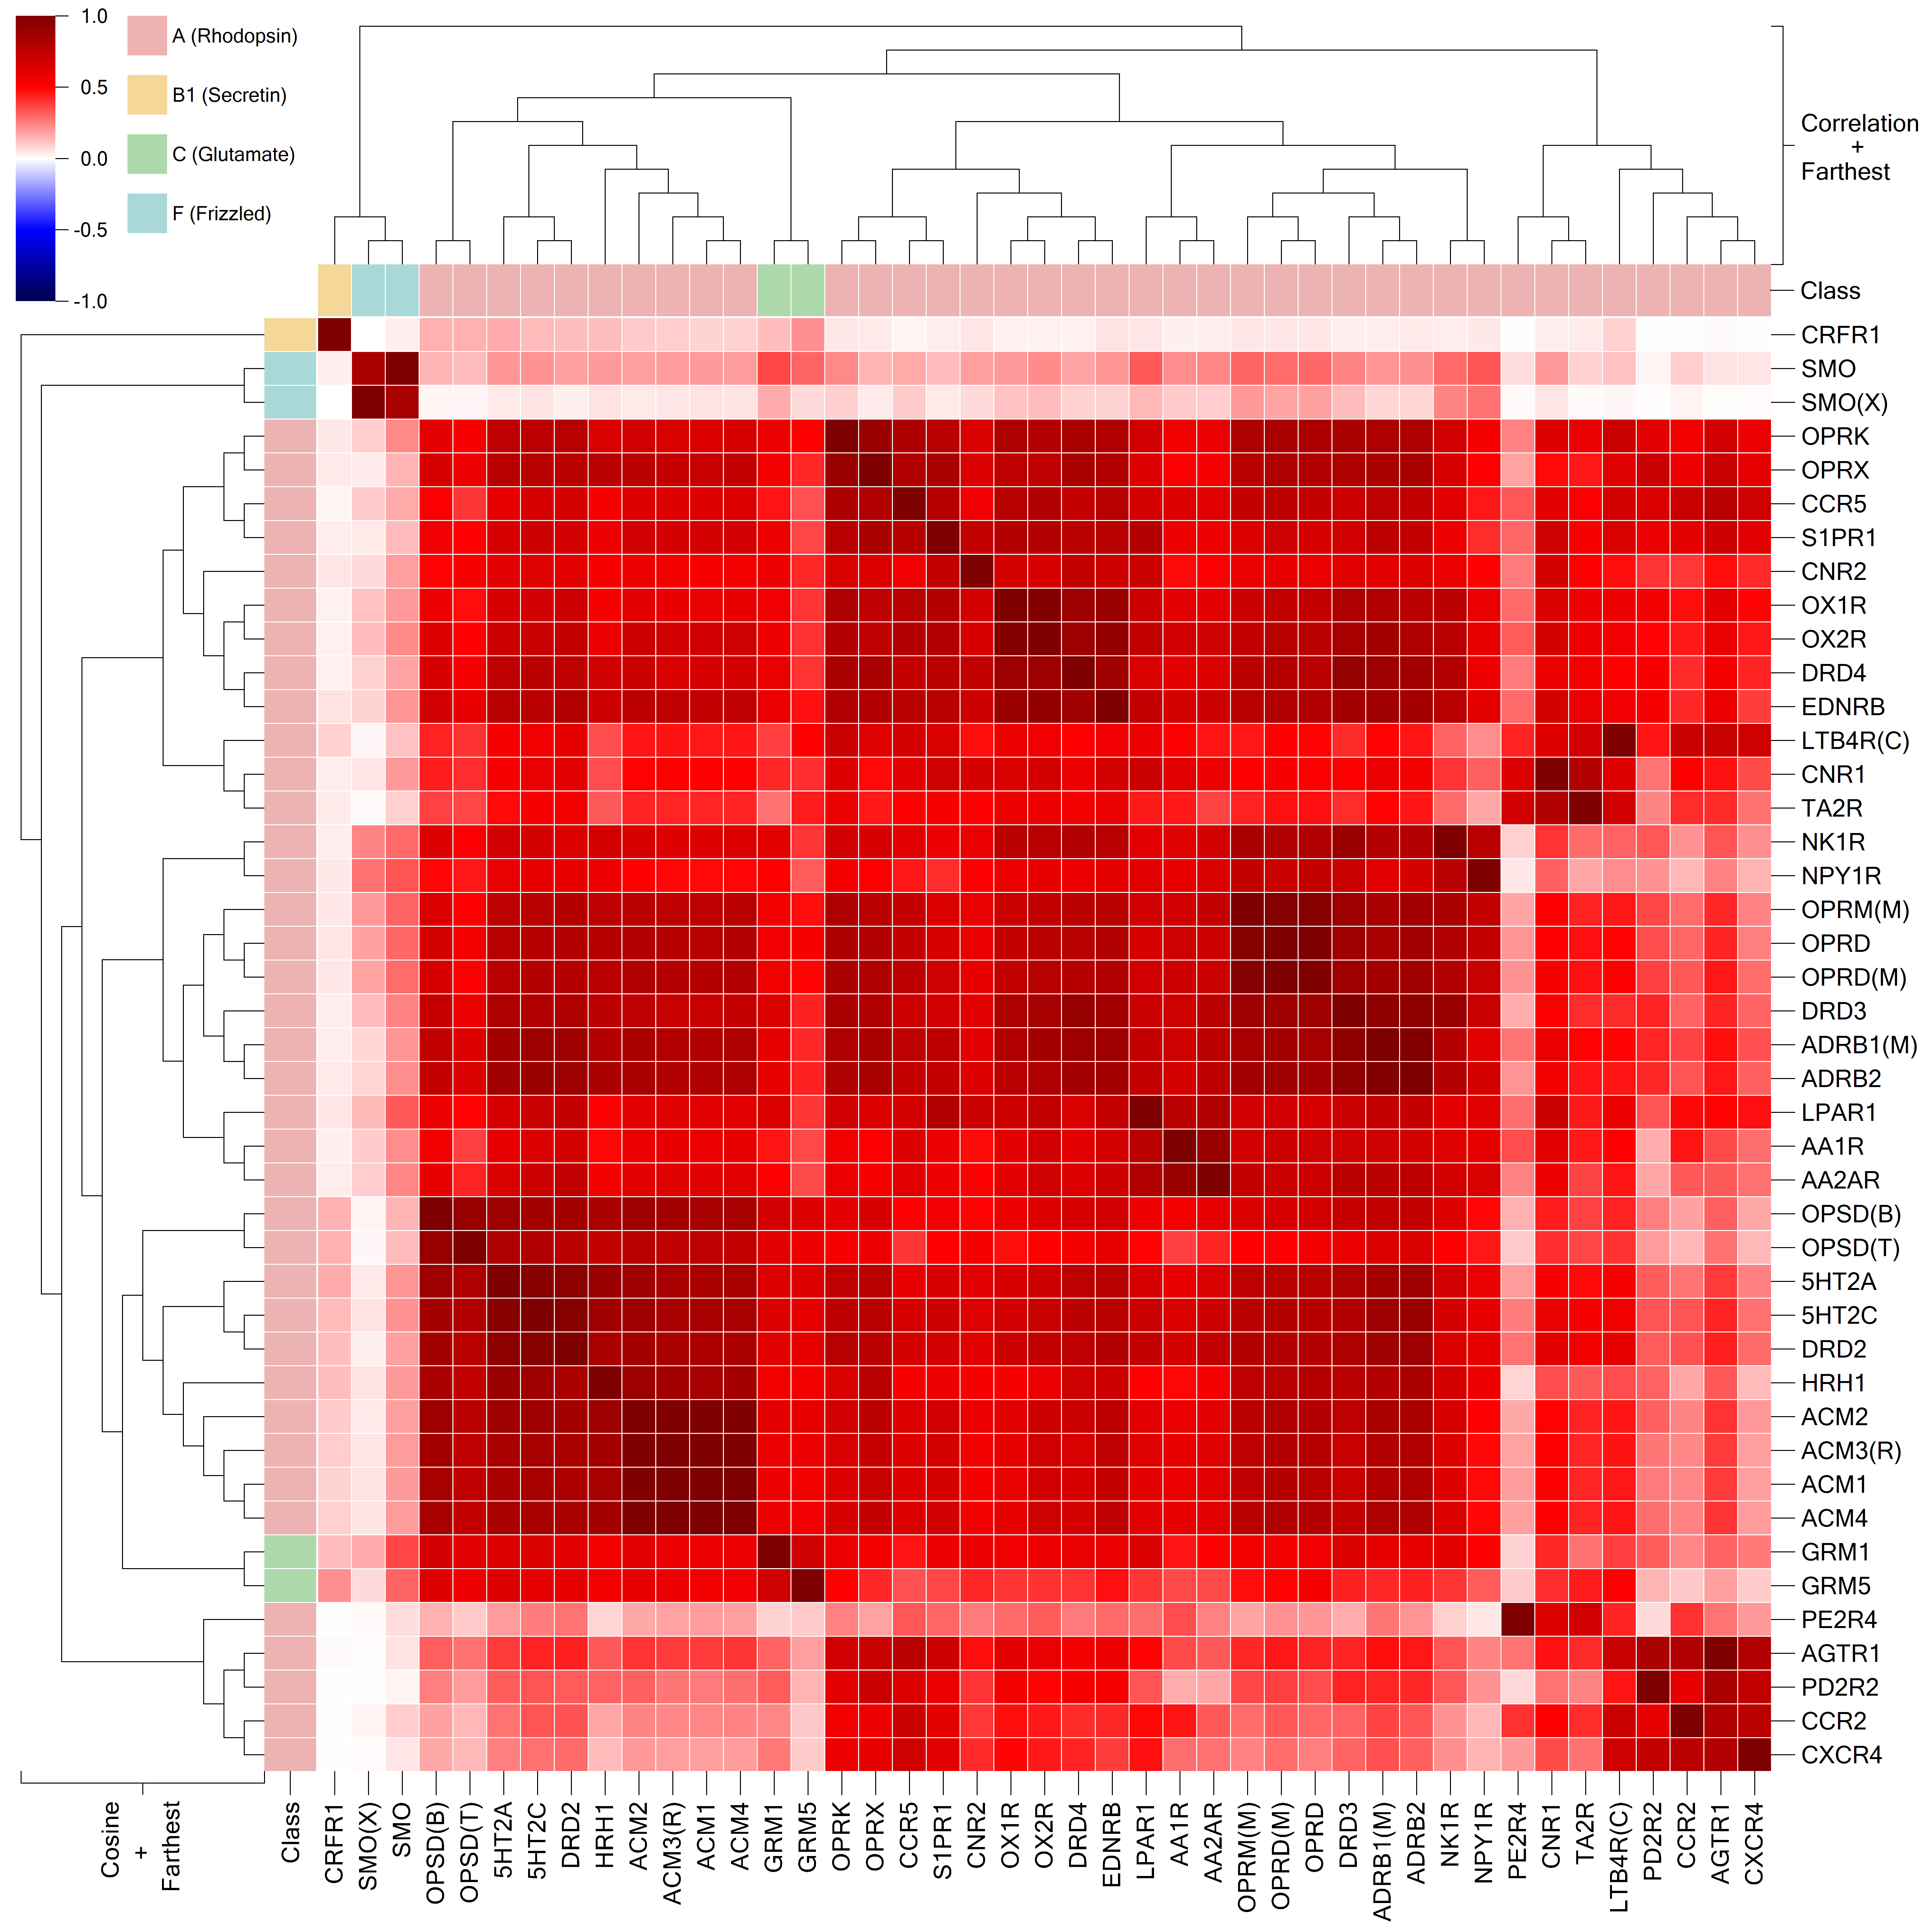 1.0
0.5
0.0
-0.5
-1.0
A (Rhodopsin)
B1 (Secretin)
C (Glutamate)
F (Frizzled)
Correlation
+
Farthest
Class
CRFR1
SMO
SMO(X)
OPRK
OPRX
CCR5
S1PR1
CNR2
OX1R
OX2R
DRD4
EDNRB
LTB4R(C)
CNR1
TA2R
NK1R
NPY1R
OPRM(M)
OPRD
OPRD(M)
DRD3
ADRB1(M)
ADRB2
LPAR1
AA1R
AA2AR
OPSD(B)
OPSD(T)
5HT2A
5HT2C
DRD2
HRH1
ACM2
ACM3(R)
ACM1
ACM4
GRM1
GRM5
PE2R4
AGTR1
PD2R2
CCR2
CXCR4
Cosine
+
Farthest
Class
CRFR1
SMO(X)
SMO
OPSD(B)
OPSD(T)
5HT2A
5HT2C
DRD2
HRH1
ACM2
ACM3(R)
ACM1
ACM4
GRM1
GRM5
OPRK
OPRX
CCR5
S1PR1
CNR2
OX1R
OX2R
DRD4
EDNRB
LPAR1
AA1R
AA2AR
OPRM(M)
OPRD(M)
OPRD
DRD3
ADRB1(M)
ADRB2
NK1R
NPY1R
PE2R4
CNR1
TA2R
LTB4R(C)
PD2R2
CCR2
AGTR1
CXCR4